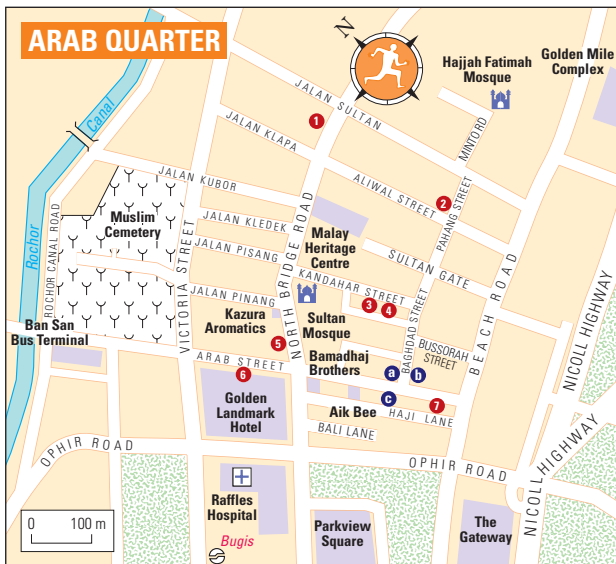 ARAB QUARTER
N
Hajjah Fatimah
Mosque
Golden Mile
Complex
JALAN SULTAN
1
JALAN KLAPA
MINTO RD
Canal
JALAN KUBOR
ALIWAL STREET
2
PAHANG STREET
Muslim
Cemetery
JALAN KLEDEK
NORTH BRIDGE ROAD
Malay
Heritage
Centre
SULTAN GATE
ROCHOR CANAL ROAD
VICTORIA STREET
JALAN PISANG
KANDAHAR STREET
BEACH ROAD
NICOLL HIGHWAY
Rochor
JALAN PINANG
Kazura
Aromatics
Sultan
Mosque
3
4
BAGHDAD STREET
BUSSORAH
STREET
Ban San
Bus Terminal
5
ARAB STREET
Bamadhaj
Brothers
a
b
6
Golden
Landmark
Hotel
c
7
Aik Bee
HAJI LANE
BALI LANE
OPHIR ROAD
OPHIR ROAD
NICOLL HIGHWAY
Raffles
Hospital
Bugis
Parkview
Square
The
Gateway
0 100 m